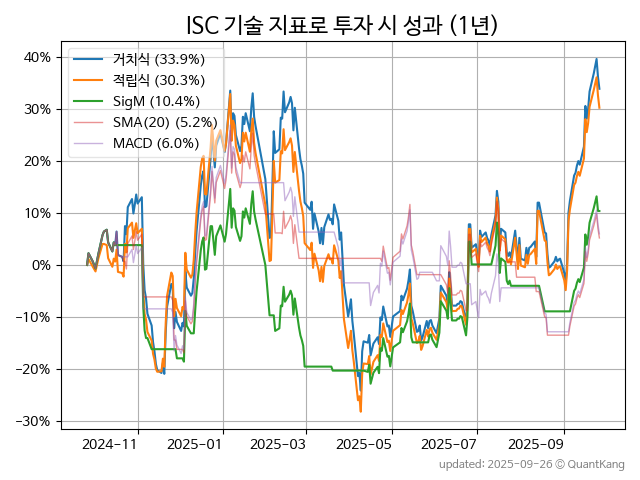 ISC 기술 지표로 투자 시 성과 (1년)
거치식 (33.9%)
적립식 (30.3%)
SigM (10.4%)
SMA(20) (5.2%)
MACD (6.0%)
40%
30%
20%
10%
0%
−10%
−20%
−30%
2024-11
2025-01
2025-03
2025-05
2025-07
2025-09
updated: 2025-09-26 © QuantKang